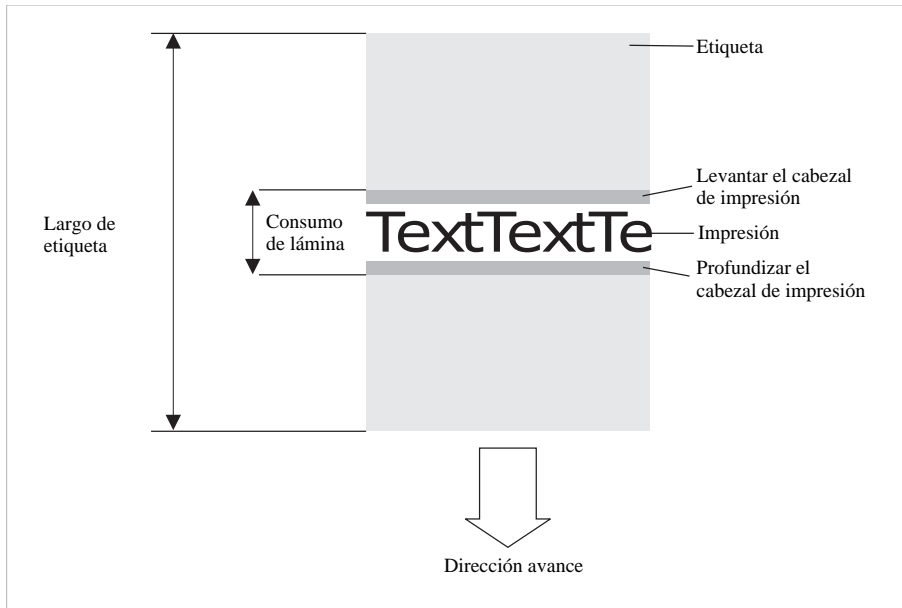 Etiqueta
Levantar el cabezal
de impresión
Largo de
etiqueta
Consumo
de lámina
TextTextTe
Impresión
Profundizar el
cabezal de impresión
Dirección avance